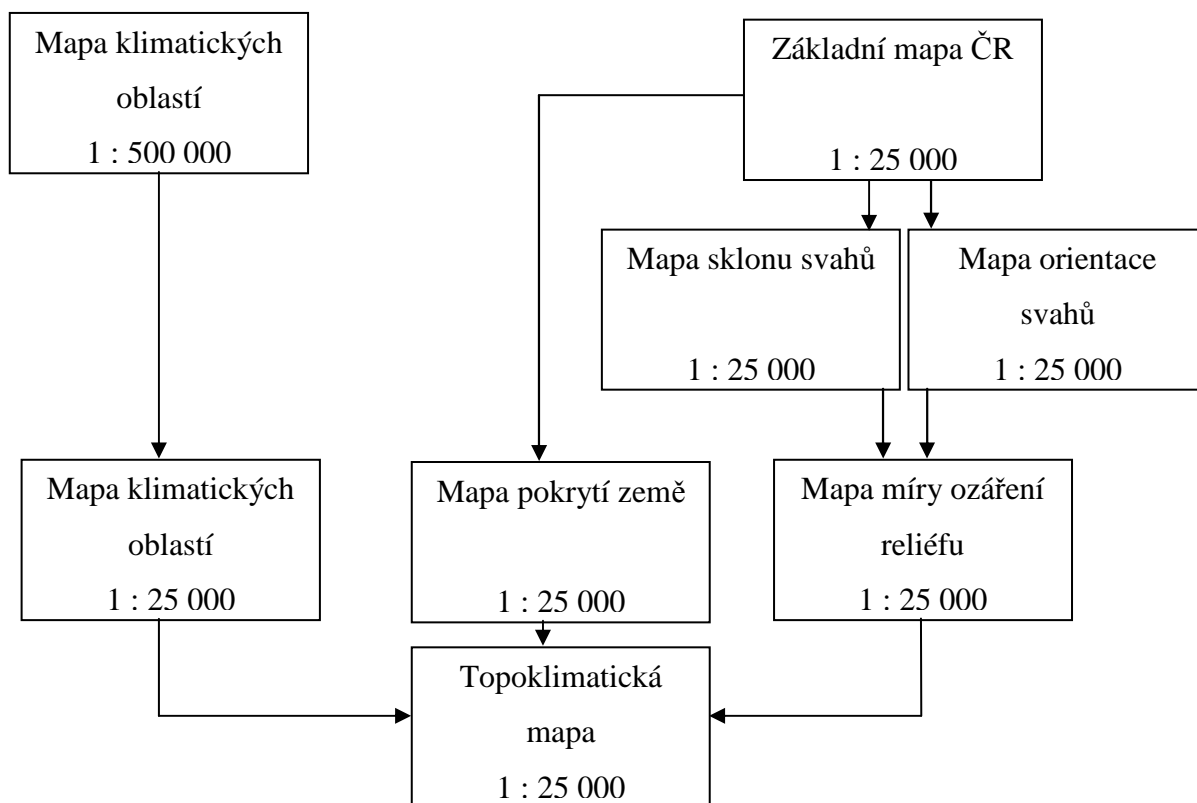 Mapa klimatických
oblastí
1 : 500 000
Základní mapa ČR
1 : 25 000
Mapa sklonu svahů
1 : 25 000
Mapa orientace
svahů
1 : 25 000
Mapa klimatických
oblastí
1 : 25 000
Mapa pokrytí země
1 : 25 000
Mapa míry ozáření
reliéfu
1 : 25 000
Topoklimatická
mapa
1 : 25 000